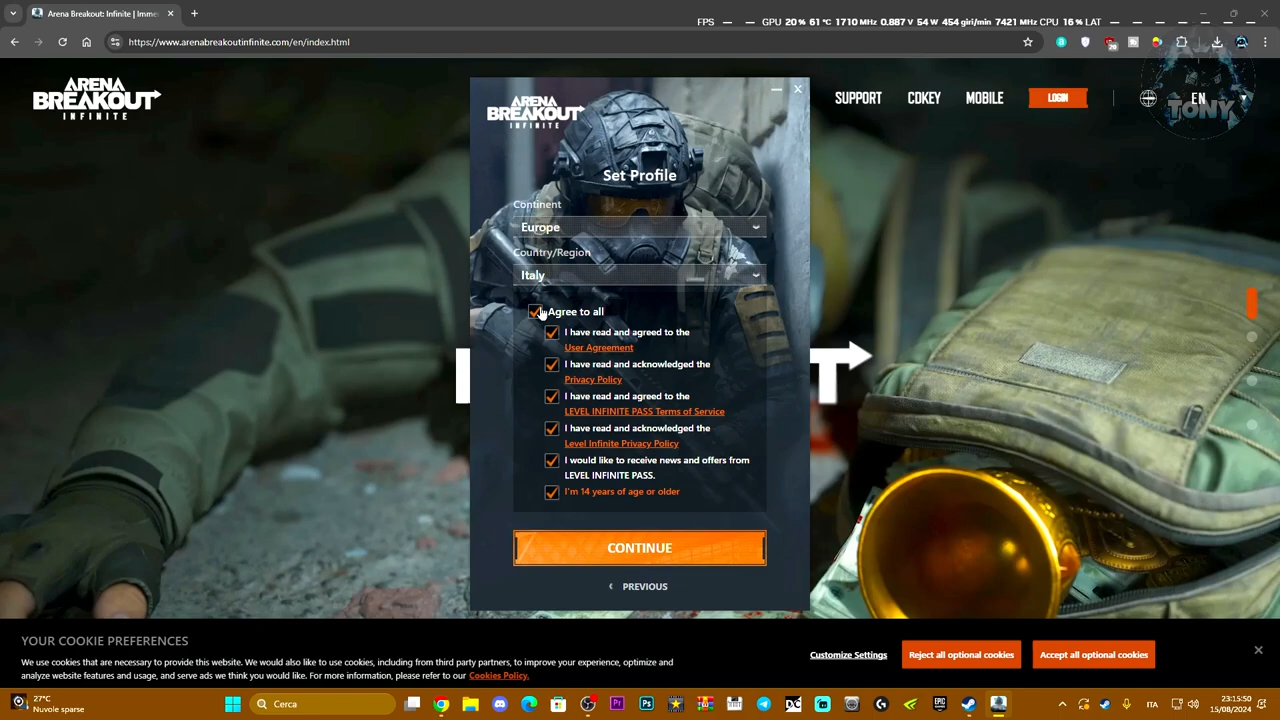 Arena Breakout: Infinite | Imme
FPS — — GPU 20 % 61 °C 1710 MHz 0.887 V 54 W 454 giri/min 7421 MHz CPU 16 % LAT — — — — — — —
https://www.arenabreakoutinfinite.com/en/index.html
20
ARENA
BREAKOUT
INFINITE
SUPPORT CDKEY MOBILE LOGIN EN
TONY
ARENA
BREAKOUT
INFINITE
Set Profile
Continent
Europe
Country/Region
Italy
Agree to all
I have read and agreed to the
User Agreement
I have read and acknowledged the
Privacy Policy
I have read and agreed to the
LEVEL INFINITE PASS Terms of Service
I have read and acknowledged the
Level Infinite Privacy Policy
I would like to receive news and offers from
LEVEL INFINITE PASS.
I'm 14 years of age or older
CONTINUE
PREVIOUS
YOUR COOKIE PREFERENCES
We use cookies that are necessary to provide this website. We would also like to use cookies, including from third party partners, to improve your experience, optimize and
analyze website features and usage, and serve ads we think you would like. For more information, please refer to our Cookies Policy.
Customize Settings Reject all optional cookies Accept all optional cookies
27°C
Nuvole sparse
Cerca
Pr
Ps
EPIC
ITA
23:15:50
15/08/2024